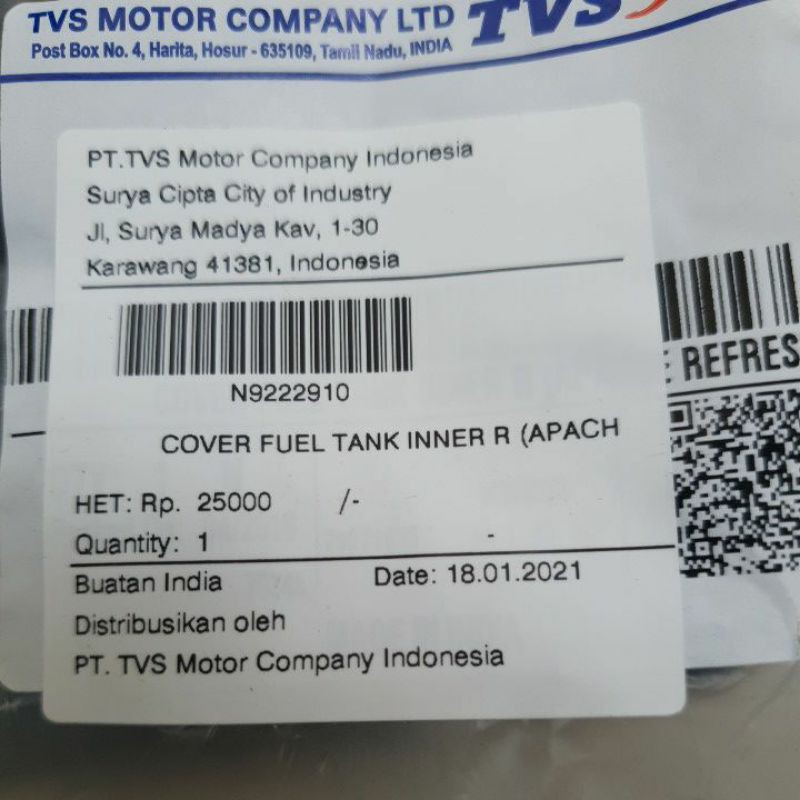 TVS MOTOR COMPANY LTD
TVS
Post Box No. 4, Harita, Hosur - 635109, Tamil Nadu, INDIA
PT.TVS Motor Company Indonesia
Surya Cipta City of Industry
Jl, Surya Madya Kav, 1-30
Karawang 41381, Indonesia
N9222910
REFRES
COVER FUEL TANK INNER R (APACH
HET: Rp. 25000 /-
Quantity: 1 -
Buatan India Date: 18.01.2021
Distribusikan oleh
PT. TVS Motor Company Indonesia